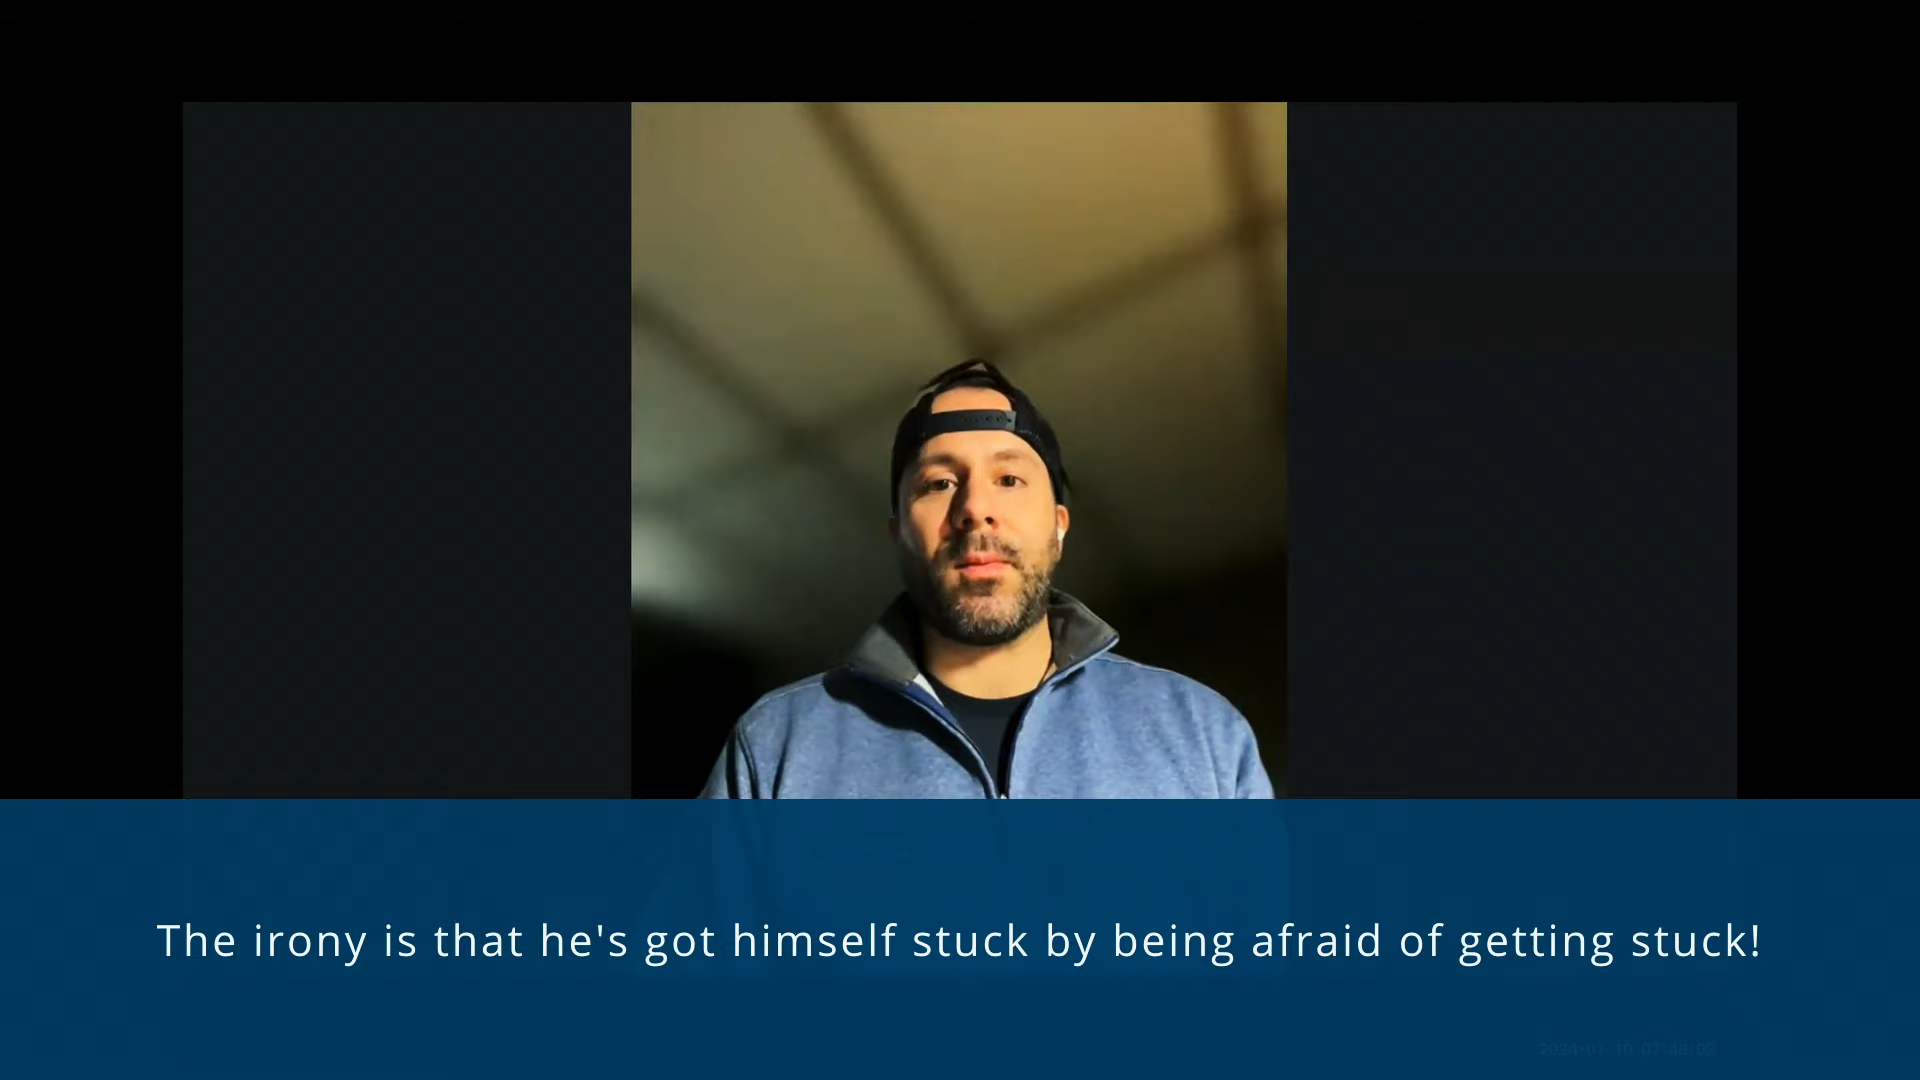 The irony is that he's got himself stuck by being afraid of getting stuck!